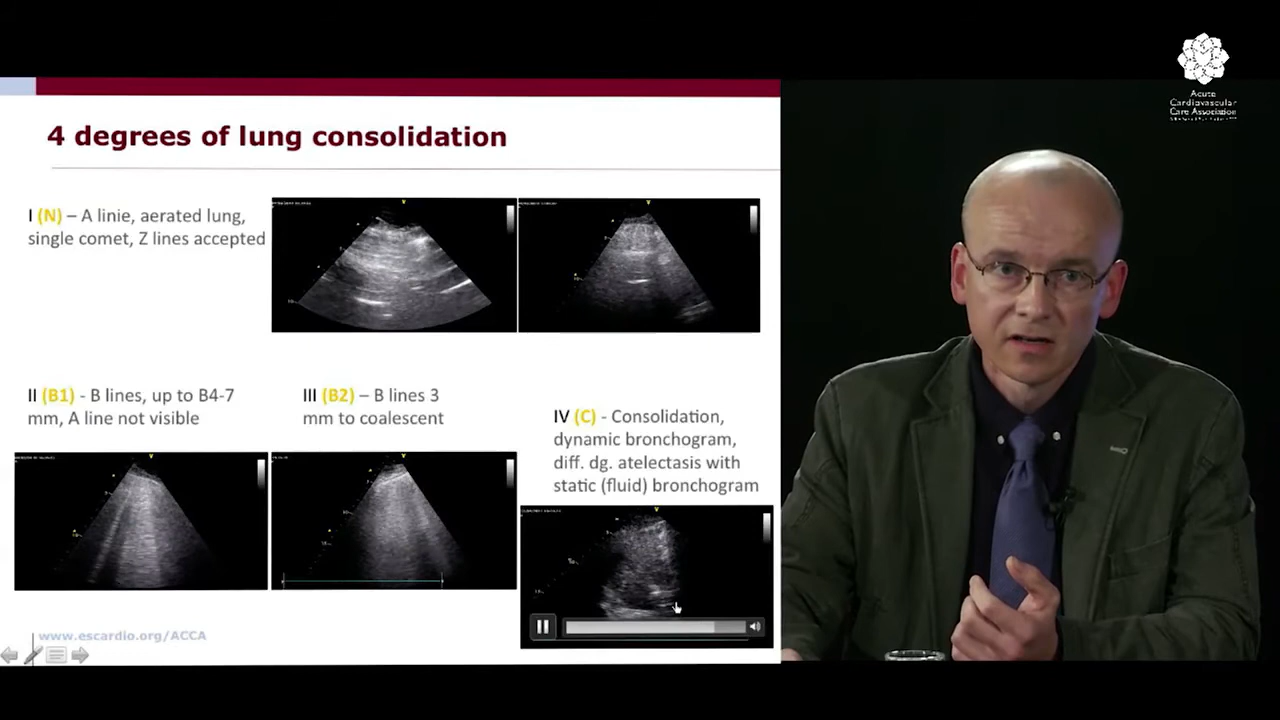 4 degrees of lung consolidation
I (N) – A linie, aerated lung,
single comet, Z lines accepted
II (B1) - B lines, up to B4-7
mm, A line not visible
III (B2) – B lines 3
mm to coalescent
IV (C) - Consolidation,
dynamic bronchogram,
diff. dg. atelectasis with
static (fluid) bronchogram
www.escardio.org/ACCA
Acute
Cardiovascular
Care Association